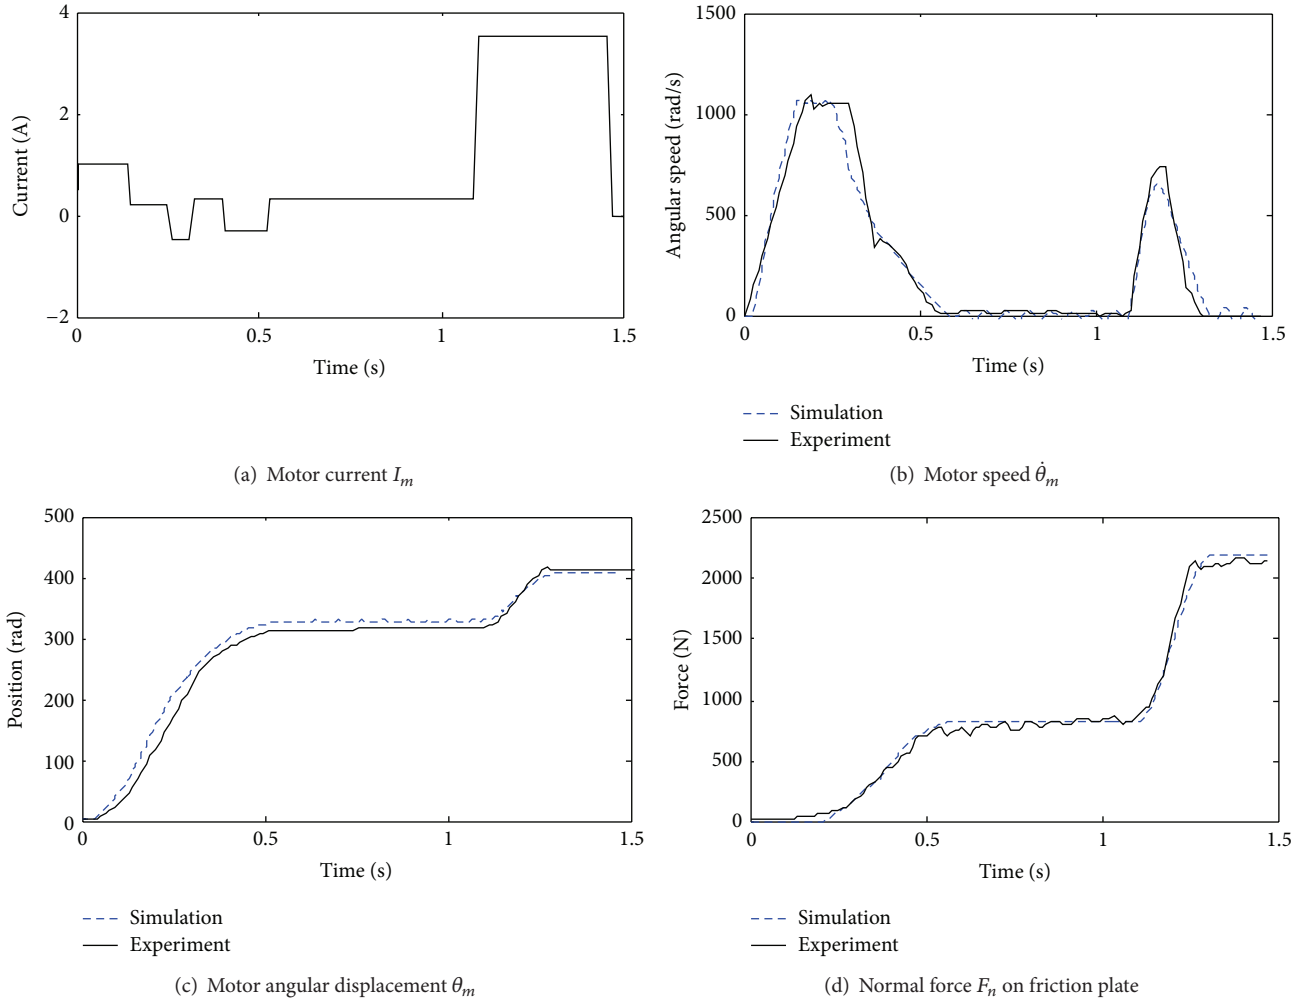 4
2
0
−2
Current (A)
0
0.5
1
1.5
Time (s)
(a) Motor current I_m
1500
1000
500
0
Angular speed (rad/s)
0
0.5
1
1.5
Time (s)
Simulation
Experiment
(b) Motor speed θ̇_m
500
400
300
200
100
0
Position (rad)
0
0.5
1
1.5
Time (s)
Simulation
Experiment
(c) Motor angular displacement θ_m
2500
2000
1500
1000
500
0
Force (N)
0
0.5
1
1.5
Time (s)
Simulation
Experiment
(d) Normal force F_n on friction plate